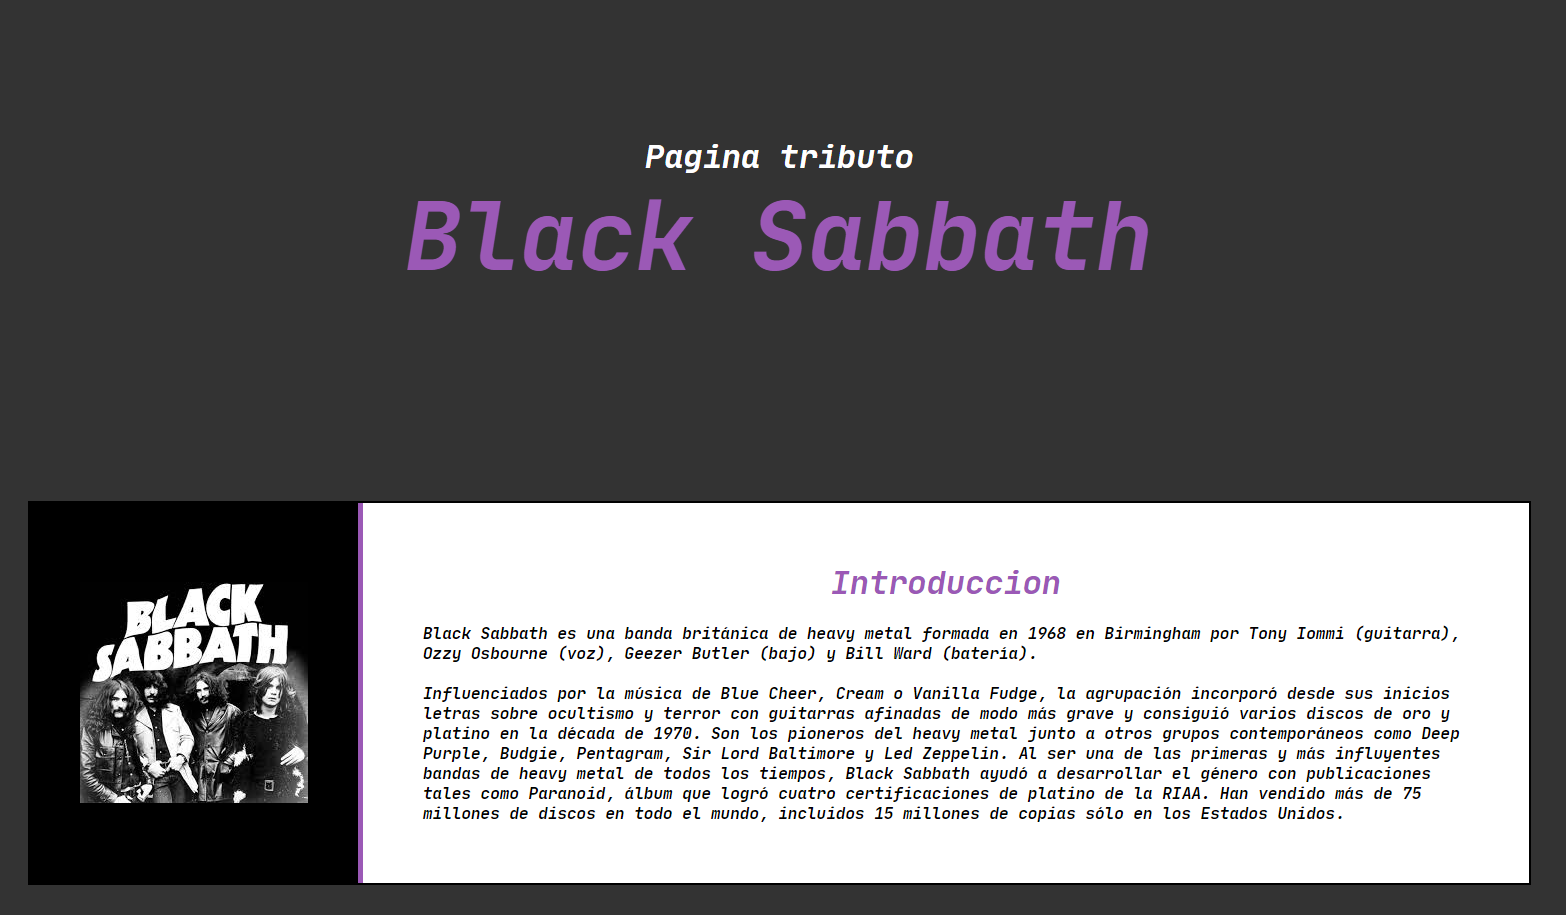 Pagina tributo
Black Sabbath
BLACK
SABBATH
Introduccion
Black Sabbath es una banda británica de heavy metal formada en 1968 en Birmingham por Tony Iommi (guitarra),
Ozzy Osbourne (voz), Geezer Butler (bajo) y Bill Ward (batería).
Influenciados por la música de Blue Cheer, Cream o Vanilla Fudge, la agrupación incorporó desde sus inicios
letras sobre ocultismo y terror con guitarras afinadas de modo más grave y consiguió varios discos de oro y
platino en la década de 1970. Son los pioneros del heavy metal junto a otros grupos contemporáneos como Deep
Purple, Budgie, Pentagram, Sir Lord Baltimore y Led Zeppelin. Al ser una de las primeras y más influyentes
bandas de heavy metal de todos los tiempos, Black Sabbath ayudó a desarrollar el género con publicaciones
tales como Paranoid, álbum que logró cuatro certificaciones de platino de la RIAA. Han vendido más de 75
millones de discos en todo el mundo, incluidos 15 millones de copias sólo en los Estados Unidos.